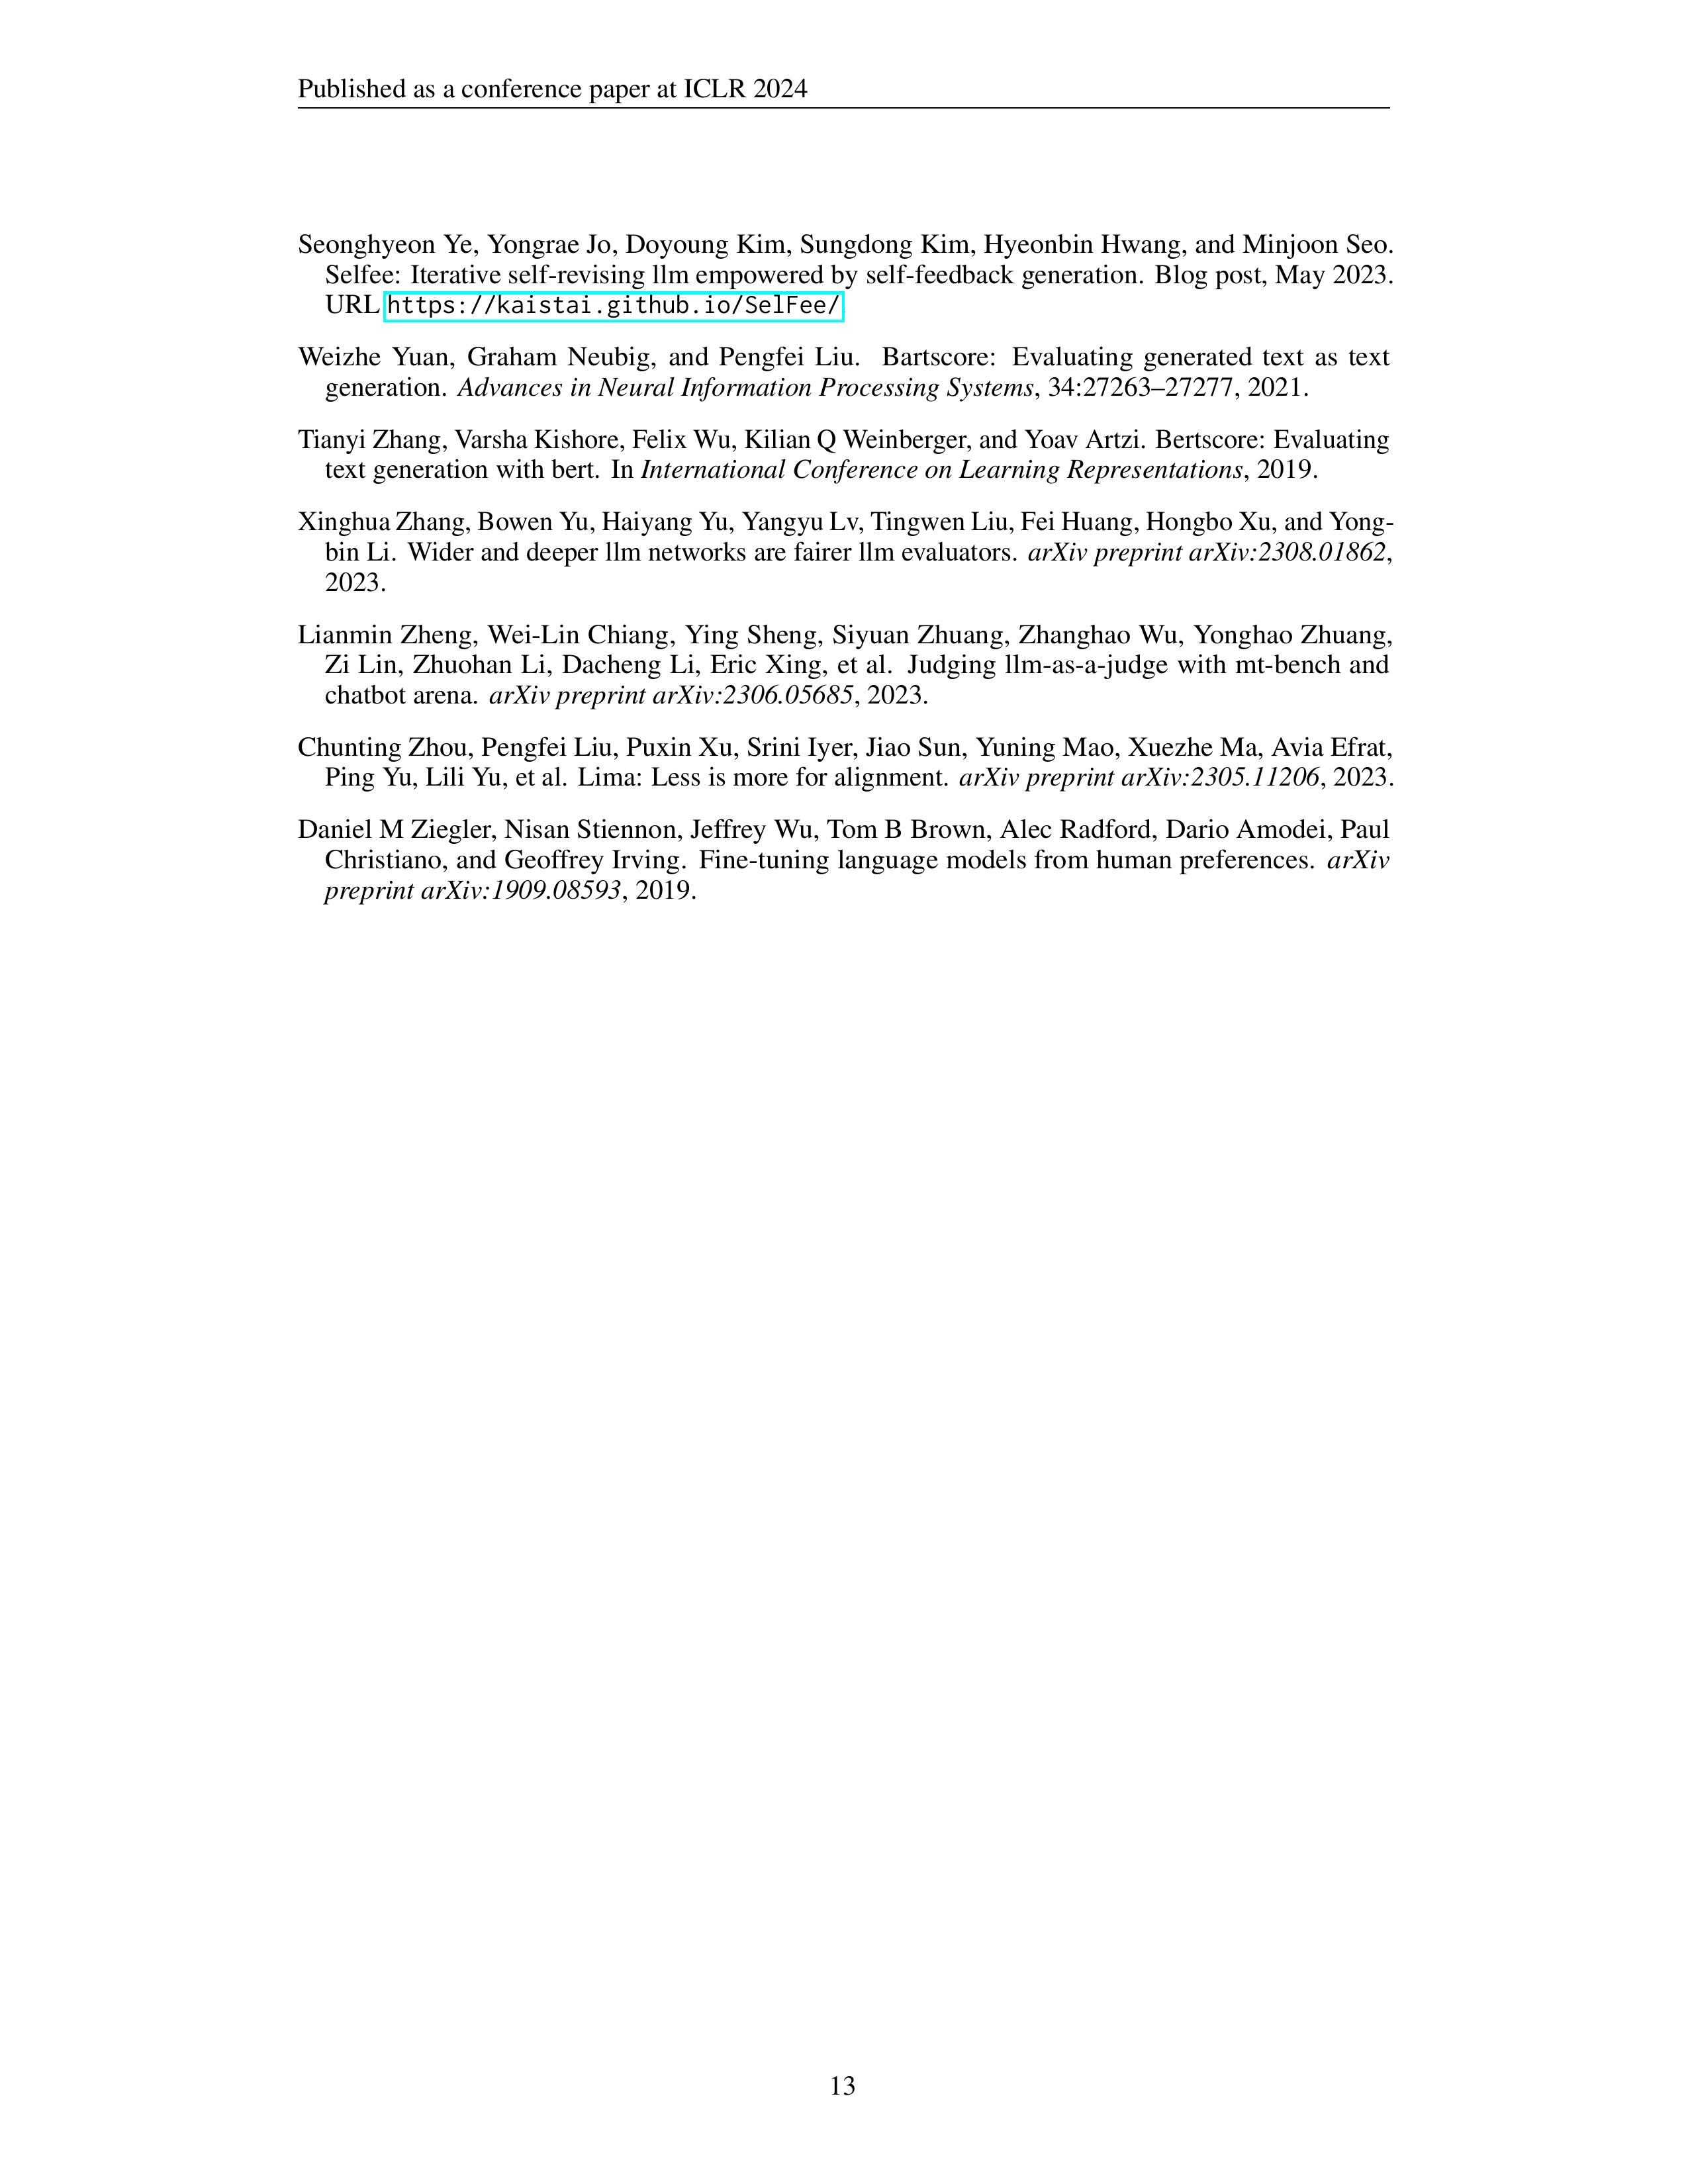 Published as a conference paper at ICLR 2024
Seonghyeon Ye, Yongrae Jo, Doyoung Kim, Sungdong Kim, Hyeonbin Hwang, and Minjoon Seo.
Selfee: Iterative self-revising llm empowered by self-feedback generation. Blog post, May 2023.
URL https://kaistai.github.io/SelFee/.
Weizhe Yuan, Graham Neubig, and Pengfei Liu. Bartscore: Evaluating generated text as text
generation. Advances in Neural Information Processing Systems, 34:27263–27277, 2021.
Tianyi Zhang, Varsha Kishore, Felix Wu, Kilian Q Weinberger, and Yoav Artzi. Bertscore: Evaluating
text generation with bert. In International Conference on Learning Representations, 2019.
Xinghua Zhang, Bowen Yu, Haiyang Yu, Yangyu Lv, Tingwen Liu, Fei Huang, Hongbo Xu, and Yong-
bin Li. Wider and deeper llm networks are fairer llm evaluators. arXiv preprint arXiv:2308.01862,
2023.
Lianmin Zheng, Wei-Lin Chiang, Ying Sheng, Siyuan Zhuang, Zhanghao Wu, Yonghao Zhuang,
Zi Lin, Zhuohan Li, Dacheng Li, Eric Xing, et al. Judging llm-as-a-judge with mt-bench and
chatbot arena. arXiv preprint arXiv:2306.05685, 2023.
Chunting Zhou, Pengfei Liu, Puxin Xu, Srini Iyer, Jiao Sun, Yuning Mao, Xuezhe Ma, Avia Efrat,
Ping Yu, Lili Yu, et al. Lima: Less is more for alignment. arXiv preprint arXiv:2305.11206, 2023.
Daniel M Ziegler, Nisan Stiennon, Jeffrey Wu, Tom B Brown, Alec Radford, Dario Amodei, Paul
Christiano, and Geoffrey Irving. Fine-tuning language models from human preferences. arXiv
preprint arXiv:1909.08593, 2019.
13